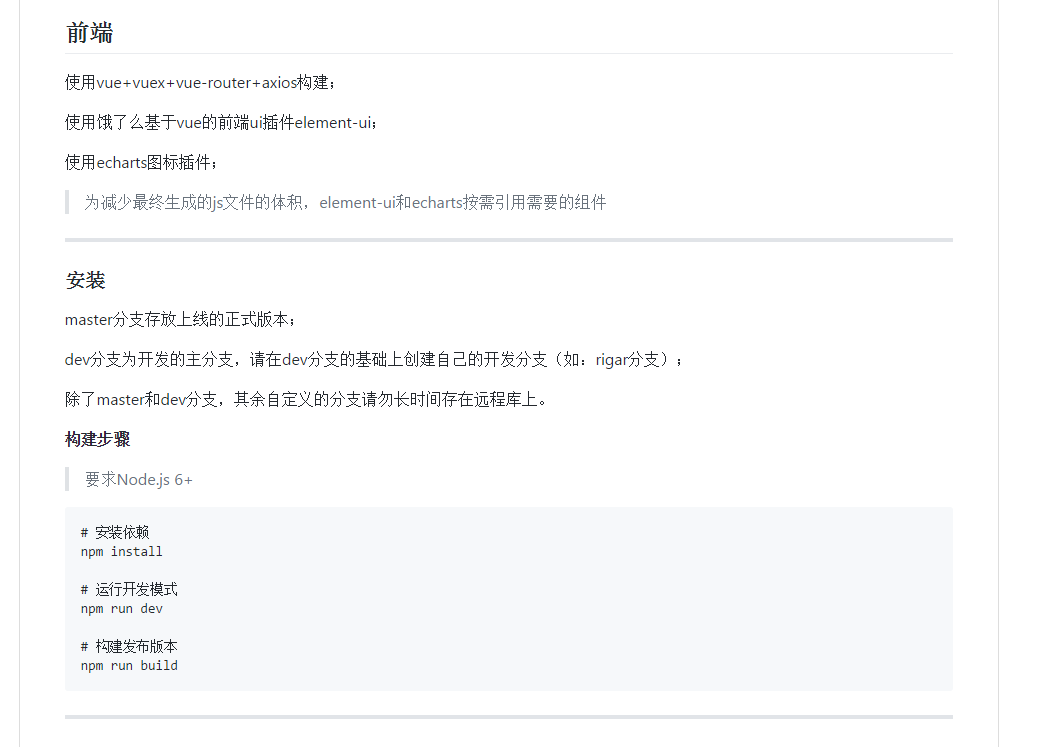 前端
使用vue+vuex+vue-router+axios构建；
使用饿了么基于vue的前端ui插件element-ui；
使用echarts图标插件；
为减少最终生成的js文件的体积，element-ui和echarts按需引用需要的组件
安装
master分支存放上线的正式版本；
dev分支为开发的主分支，请在dev分支的基础上创建自己的开发分支（如：rigar分支）；
除了master和dev分支，其余自定义的分支请勿长时间存在远程库上。
构建步骤
要求Node.js 6+
# 安装依赖
npm install
# 运行开发模式
npm run dev
# 构建发布版本
npm run build